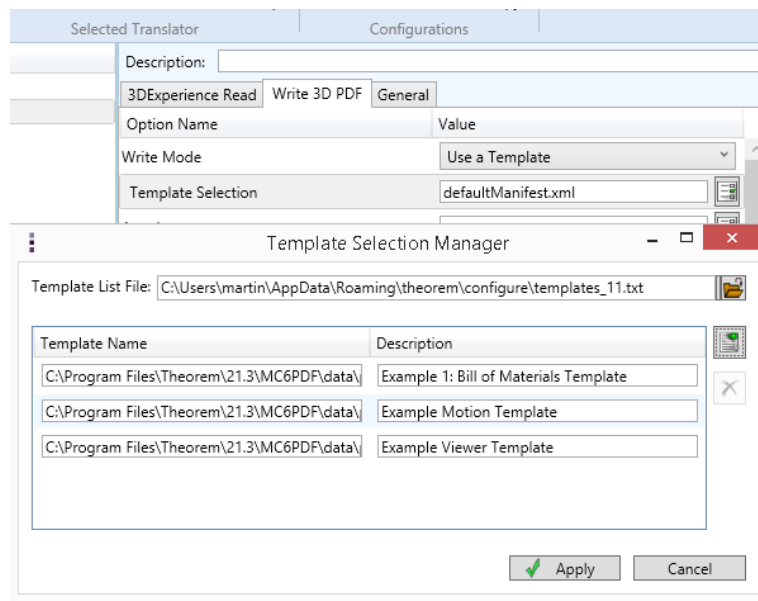 Selected Translator Configurations
Description:
3DExperience Read Write 3D PDF General
Option Name Value
Write Mode Use a Template
Template Selection defaultManifest.xml
Template Selection Manager
Template List File: C:\Users\martin\AppData\Roaming\theorem\configure\templates_11.txt
Template Name Description
C:\Program Files\Theorem\21.3\MC6PDF\data\ Example 1: Bill of Materials Template
C:\Program Files\Theorem\21.3\MC6PDF\data\ Example Motion Template
C:\Program Files\Theorem\21.3\MC6PDF\data\ Example Viewer Template
Apply Cancel